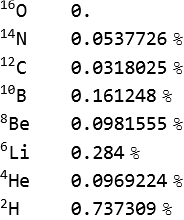 ¹⁶O 0.
¹⁴N 0.0537726 %
¹²C 0.0318025 %
¹⁰B 0.161248 %
⁸Be 0.0981555 %
⁶Li 0.284 %
⁴He 0.0969224 %
²H 0.737309 %